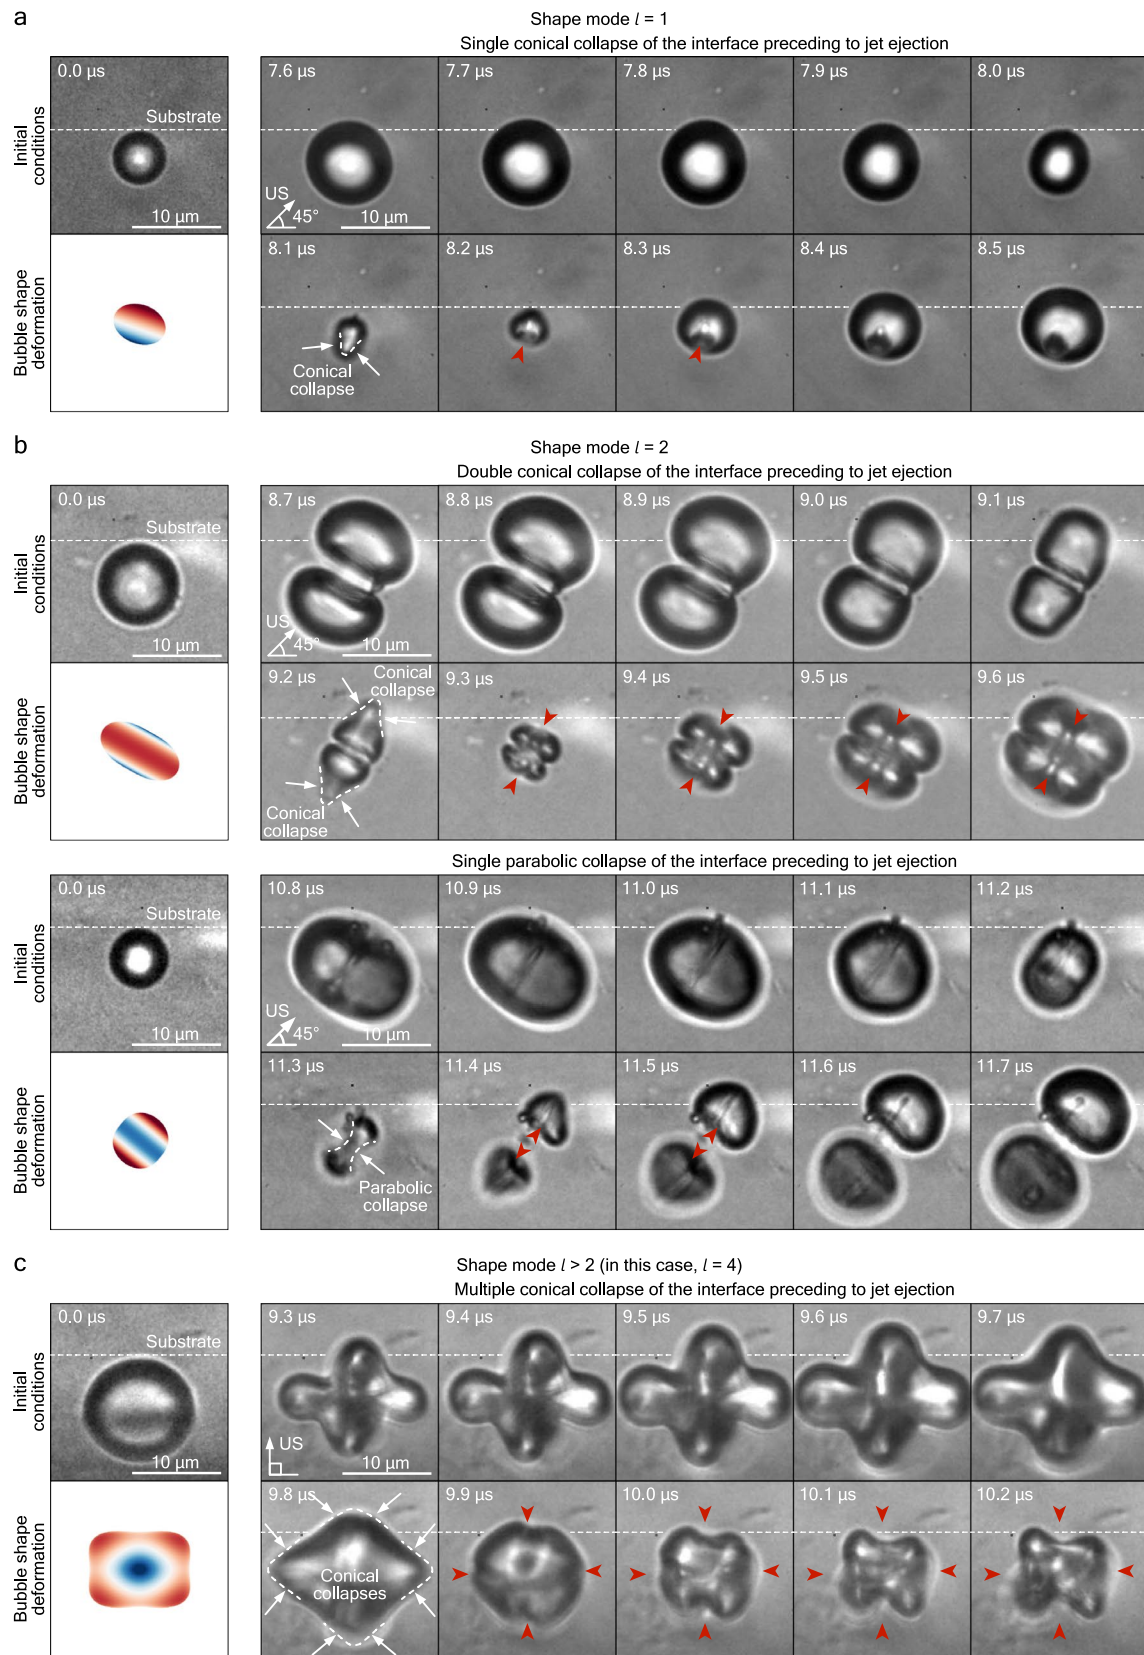 a
Shape mode l = 1
Single conical collapse of the interface preceding to jet ejection
Initial
conditions
0.0 µs
Substrate
10 µm
7.6 µs
US
45°
10 µm
7.7 µs
7.8 µs
7.9 µs
8.0 µs
Bubble shape
deformation
8.1 µs
Conical
collapse
8.2 µs
8.3 µs
8.4 µs
8.5 µs
b
Shape mode l = 2
Double conical collapse of the interface preceding to jet ejection
Initial
conditions
0.0 µs
Substrate
10 µm
8.7 µs
US
45°
10 µm
8.8 µs
8.9 µs
9.0 µs
9.1 µs
Bubble shape
deformation
9.2 µs
Conical
collapse
Conical
collapse
9.3 µs
9.4 µs
9.5 µs
9.6 µs
Single parabolic collapse of the interface preceding to jet ejection
Initial
conditions
0.0 µs
Substrate
10 µm
10.8 µs
US
45°
10 µm
10.9 µs
11.0 µs
11.1 µs
11.2 µs
Bubble shape
deformation
11.3 µs
Parabolic
collapse
11.4 µs
11.5 µs
11.6 µs
11.7 µs
c
Shape mode l > 2 (in this case, l = 4)
Multiple conical collapse of the interface preceding to jet ejection
Initial
conditions
0.0 µs
Substrate
10 µm
9.3 µs
US
10 µm
9.4 µs
9.5 µs
9.6 µs
9.7 µs
Bubble shape
deformation
9.8 µs
Conical
collapses
9.9 µs
10.0 µs
10.1 µs
10.2 µs